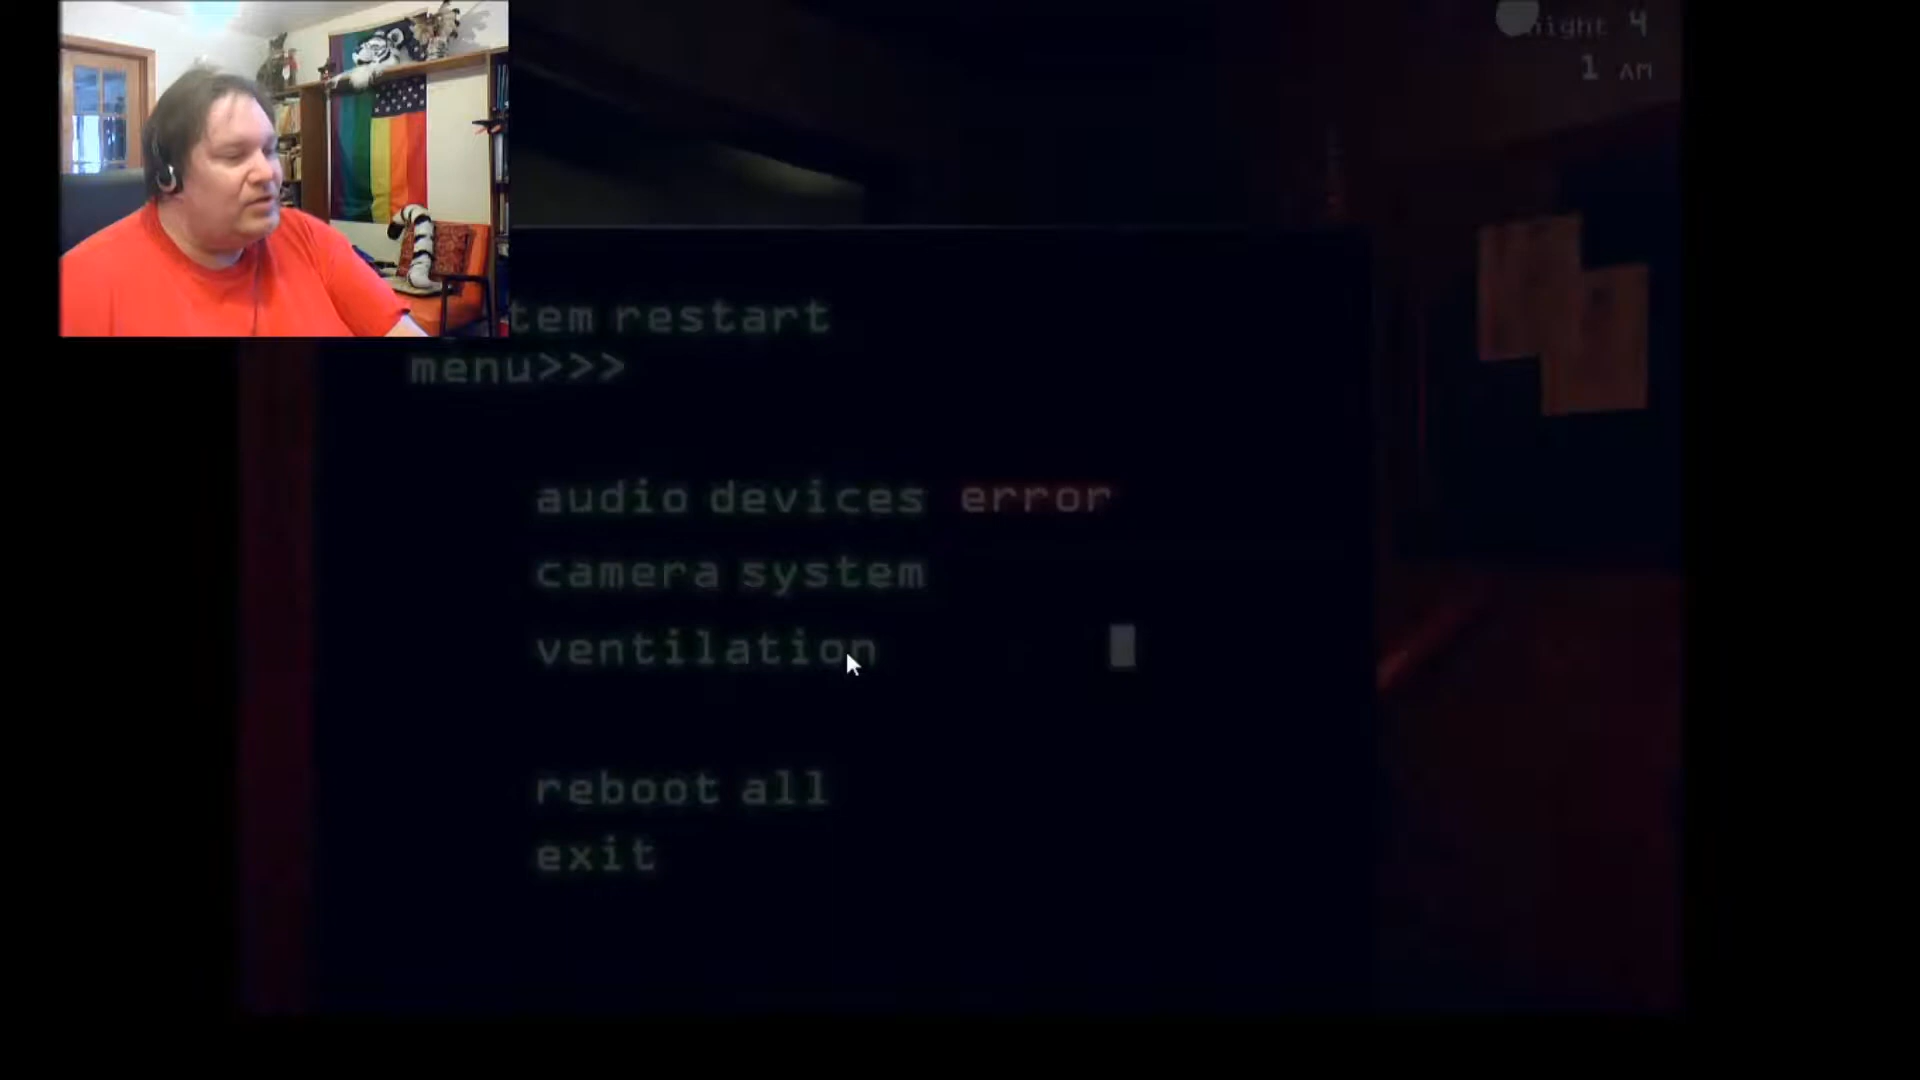 night 4
1 AM
tem restart
menu>>>
audio devices error
camera system
ventilation
reboot all
exit